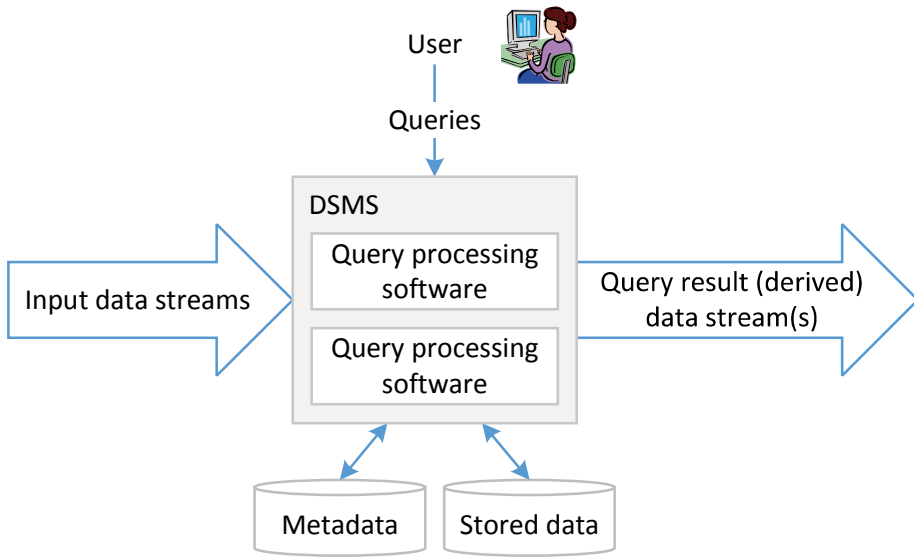 User
Queries
DSMS
Query processing
software
Query processing
software
Input data streams
Query result (derived)
data stream(s)
Metadata
Stored data